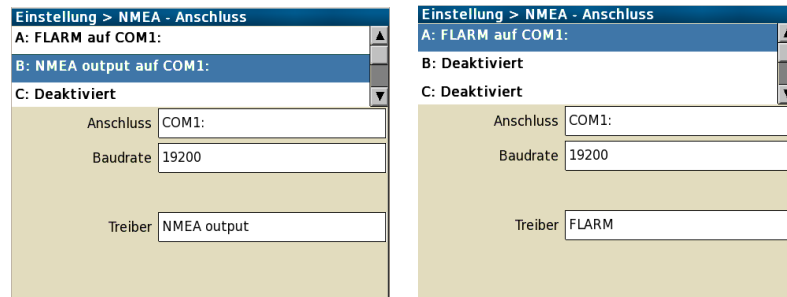 Einstellung > NMEA - Anschluss
A: FLARM auf COM1:
B: NMEA output auf COM1:
C: Deaktiviert
Anschluss COM1:
Baudrate 19200
Treiber NMEA output
Einstellung > NMEA - Anschluss
A: FLARM auf COM1:
B: Deaktiviert
C: Deaktiviert
Anschluss COM1:
Baudrate 19200
Treiber FLARM